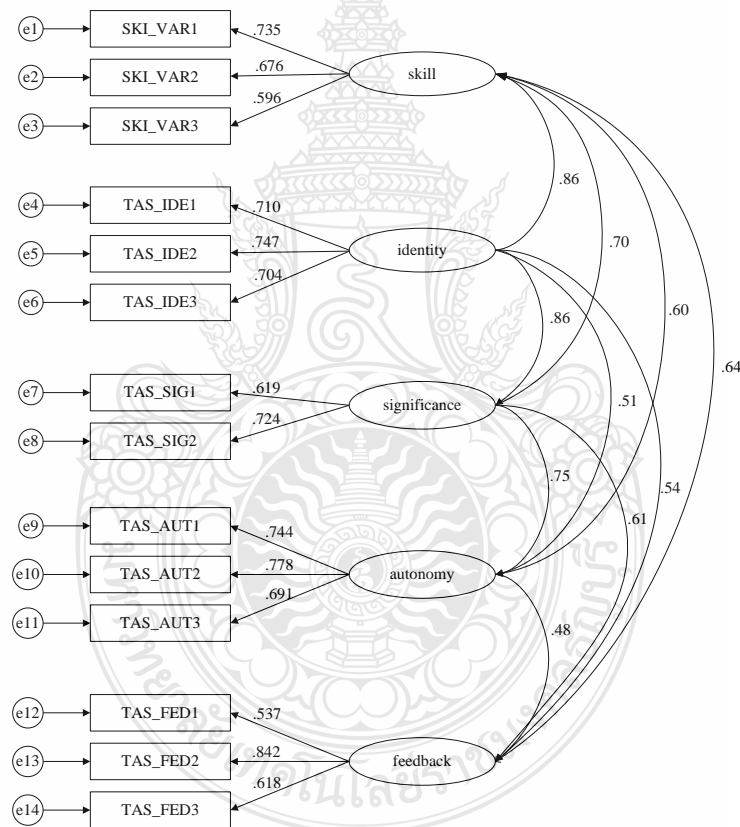 e1 SKI_VAR1 .735
e2 SKI_VAR2 .676 skill
e3 SKI_VAR3 .596
.86
e4 TAS_IDE1 .710
e5 TAS_IDE2 .747 identity .70
e6 TAS_IDE3 .704
.86 .60
.64
e7 TAS_SIG1 .619
significance .51
e8 TAS_SIG2 .724
.75 .54
.61
e9 TAS_AUT1 .744
e10 TAS_AUT2 .778 autonomy
e11 TAS_AUT3 .691
.48
e12 TAS_FED1 .537
e13 TAS_FED2 .842 feedback
e14 TAS_FED3 .618